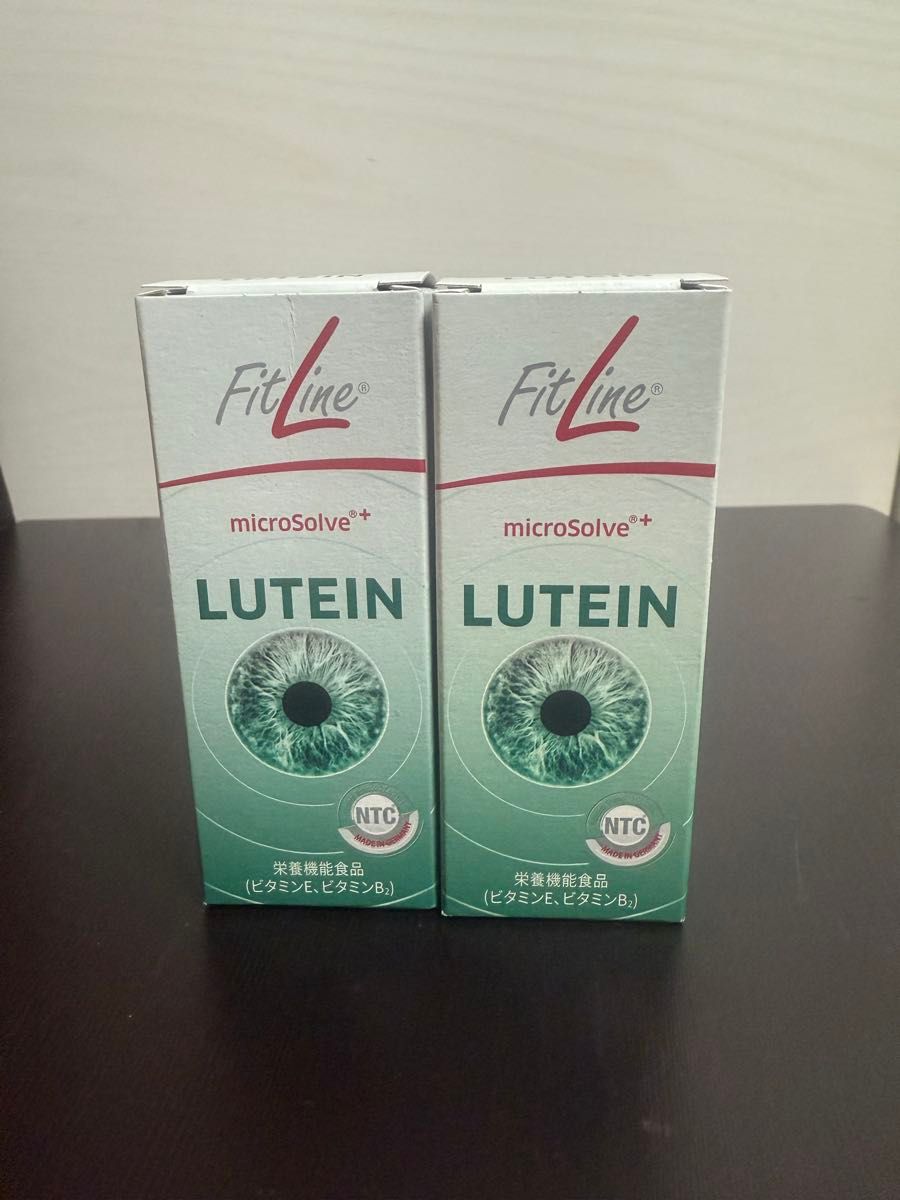 FitLine®
microSolve®+
LUTEIN
NTC®
MADE IN GERMANY
栄養機能食品
(ビタミンE、ビタミンB₂)
FitLine®
microSolve®+
LUTEIN
NTC®
MADE IN GERMANY
栄養機能食品
(ビタミンE、ビタミンB₂)